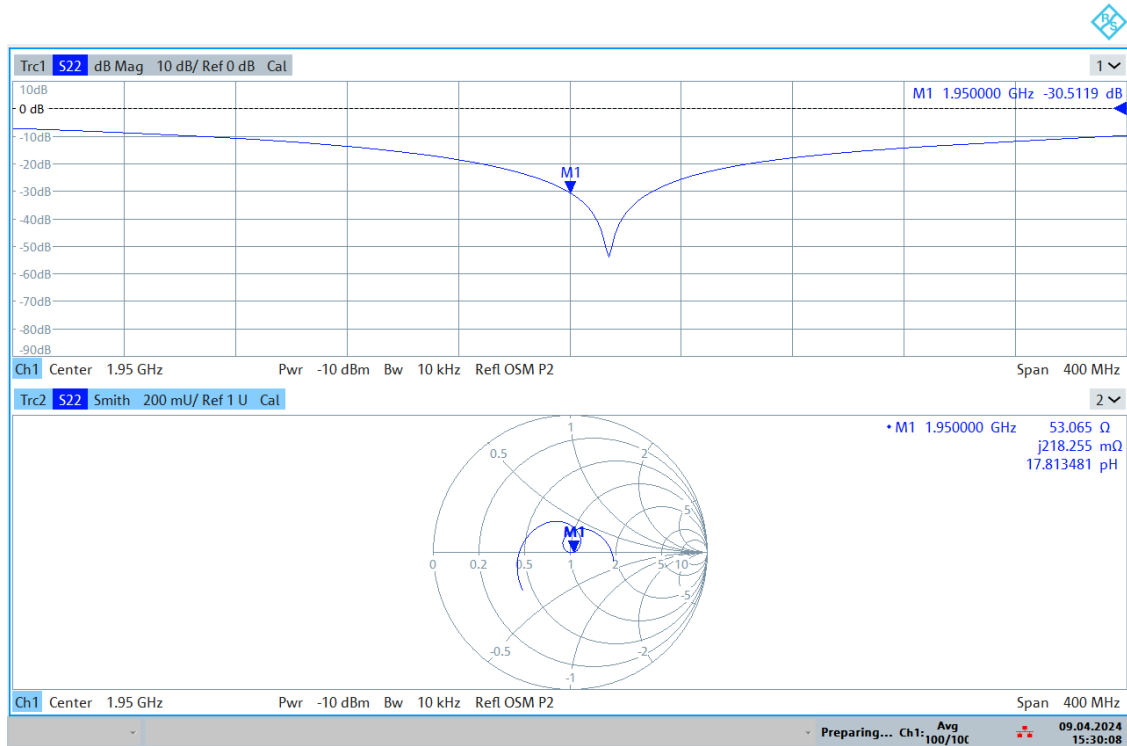 R&S
Trc1 S22 dB Mag 10 dB/ Ref 0 dB Cal 1
10dB
M1 1.950000 GHz -30.5119 dB
0 dB
-10dB
-20dB
M1
-30dB
-40dB
-50dB
-60dB
-70dB
-80dB
-90dB
Ch1 Center 1.95 GHz Pwr -10 dBm Bw 10 kHz Refl OSM P2 Span 400 MHz
Trc2 S22 Smith 200 mU/ Ref 1 U Cal 2
• M1 1.950000 GHz 53.065 Ω
j218.255 mΩ
17.813481 pH
1
0.5 2
5
M1
0 0.2 0.5 1 2 5 10
-5
-0.5 -2
-1
Ch1 Center 1.95 GHz Pwr -10 dBm Bw 10 kHz Refl OSM P2 Span 400 MHz
Preparing... Ch1: Avg 100/100 09.04.2024
15:30:08